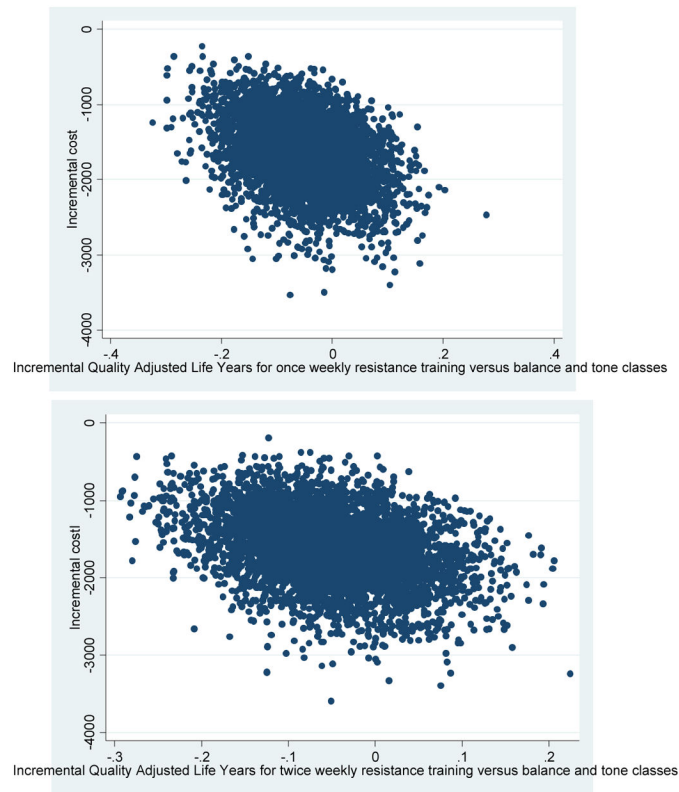 0
-1000
-2000
-3000
-4000
Incremental cost
-.4 -.2 0 .2 .4
Incremental Quality Adjusted Life Years for once weekly resistance training versus balance and tone classes
0
-1000
-2000
-3000
-4000
Incremental costl
-.3 -.2 -.1 0 .1 .2
Incremental Quality Adjusted Life Years for twice weekly resistance training versus balance and tone classes